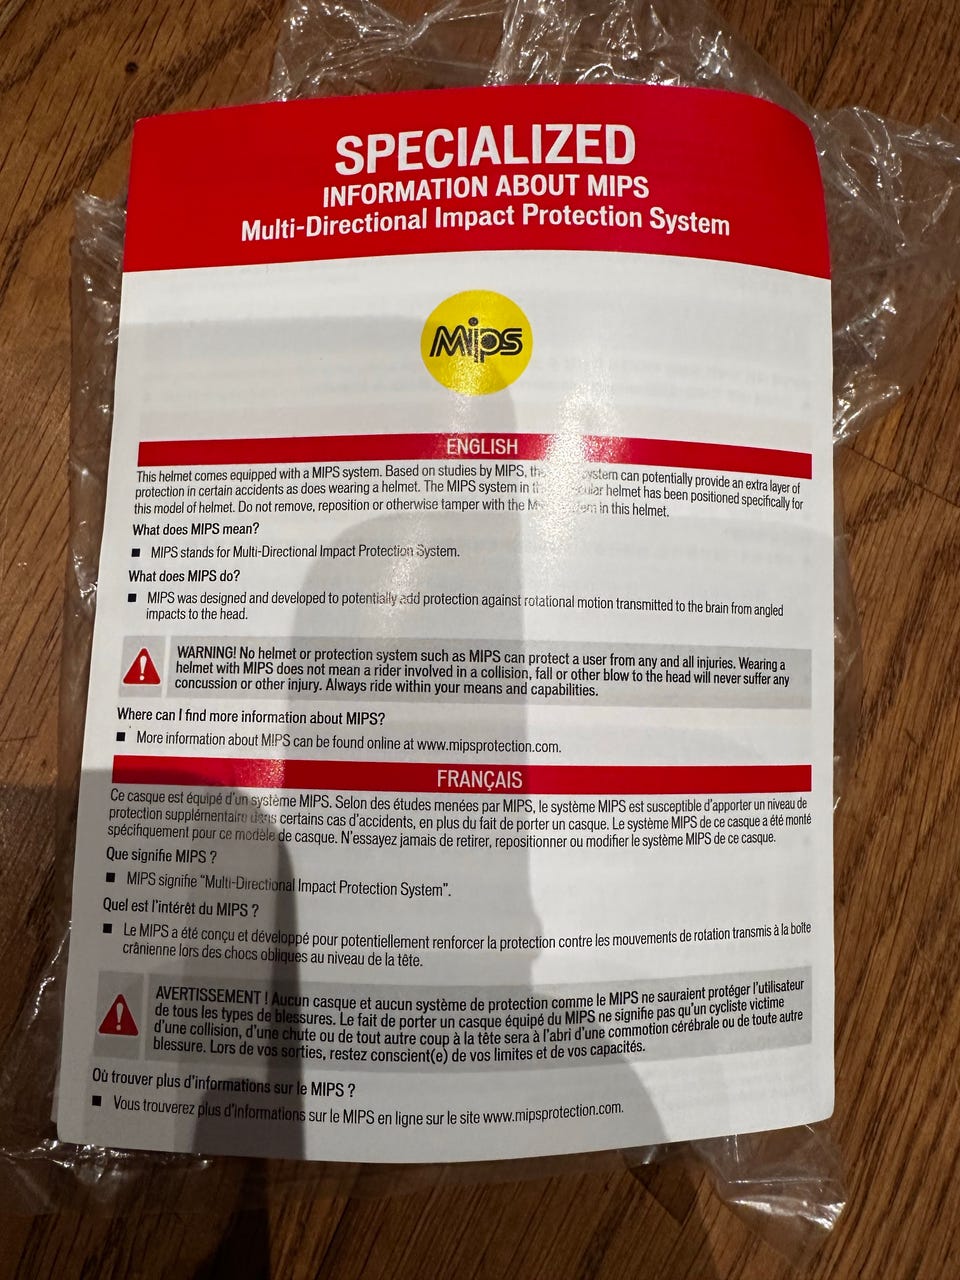 SPECIALIZED
INFORMATION ABOUT MIPS
Multi-Directional Impact Protection System
Mips
ENGLISH
This helmet comes equipped with a MIPS system. Based on studies by MIPS, can potentially provide an extra layer of
protection in certain accidents as does wearing a helmet. The MIPS system in helmet has been positioned specifically for
this model of helmet. Do not remove, reposition or otherwise tamper with the in this helmet.
What does MIPS mean?
■ MIPS stands for Multi-Directional Impact Protection System.
What does MIPS do?
■ MIPS was designed and developed to potentially add protection against rotational motion transmitted to the brain from angled
impacts to the head.
WARNING! No helmet or protection system such as MIPS can protect a user from any and all injuries. Wearing a
helmet with MIPS does not mean a rider involved in a collision, fall or other blow to the head will never suffer any
concussion or other injury. Always ride within your means and capabilities.
Where can I find more information about MIPS?
■ More information about MIPS can be found online at www.mipsprotection.com.
FRANÇAIS
Ce casque est équipé d'un système MIPS. Selon des études menées par MIPS, le système MIPS est susceptible d'apporter un niveau de
protection supplémentaire dans certains cas d'accidents, en plus du fait de porter un casque. Le système MIPS de ce casque a été monté
spécifiquement pour ce modèle de casque. N'essayez jamais de retirer, repositionner ou modifier le système MIPS de ce casque.
Que signifie MIPS ?
■ MIPS signifie “Multi-Directional Impact Protection System”.
Quel est l'intérêt du MIPS ?
■ Le MIPS a été conçu et développé pour potentiellement renforcer la protection contre les mouvements de rotation transmis à la boîte
crânienne lors des chocs obliques au niveau de la tête.
AVERTISSEMENT ! Aucun casque et aucun système de protection comme le MIPS ne sauraient protéger l'utilisateur
de tous les types de blessures. Le fait de porter un casque équipé du MIPS ne signifie pas qu'un cycliste victime
d'une collision, d'une chute ou de tout autre coup à la tête sera à l'abri d'une commotion cérébrale ou de toute autre
blessure. Lors de vos sorties, restez conscient(e) de vos limites et de vos capacités.
Où trouver plus d'informations sur le MIPS ?
■ Vous trouverez plus d'informations sur le MIPS en ligne sur le site www.mipsprotection.com.